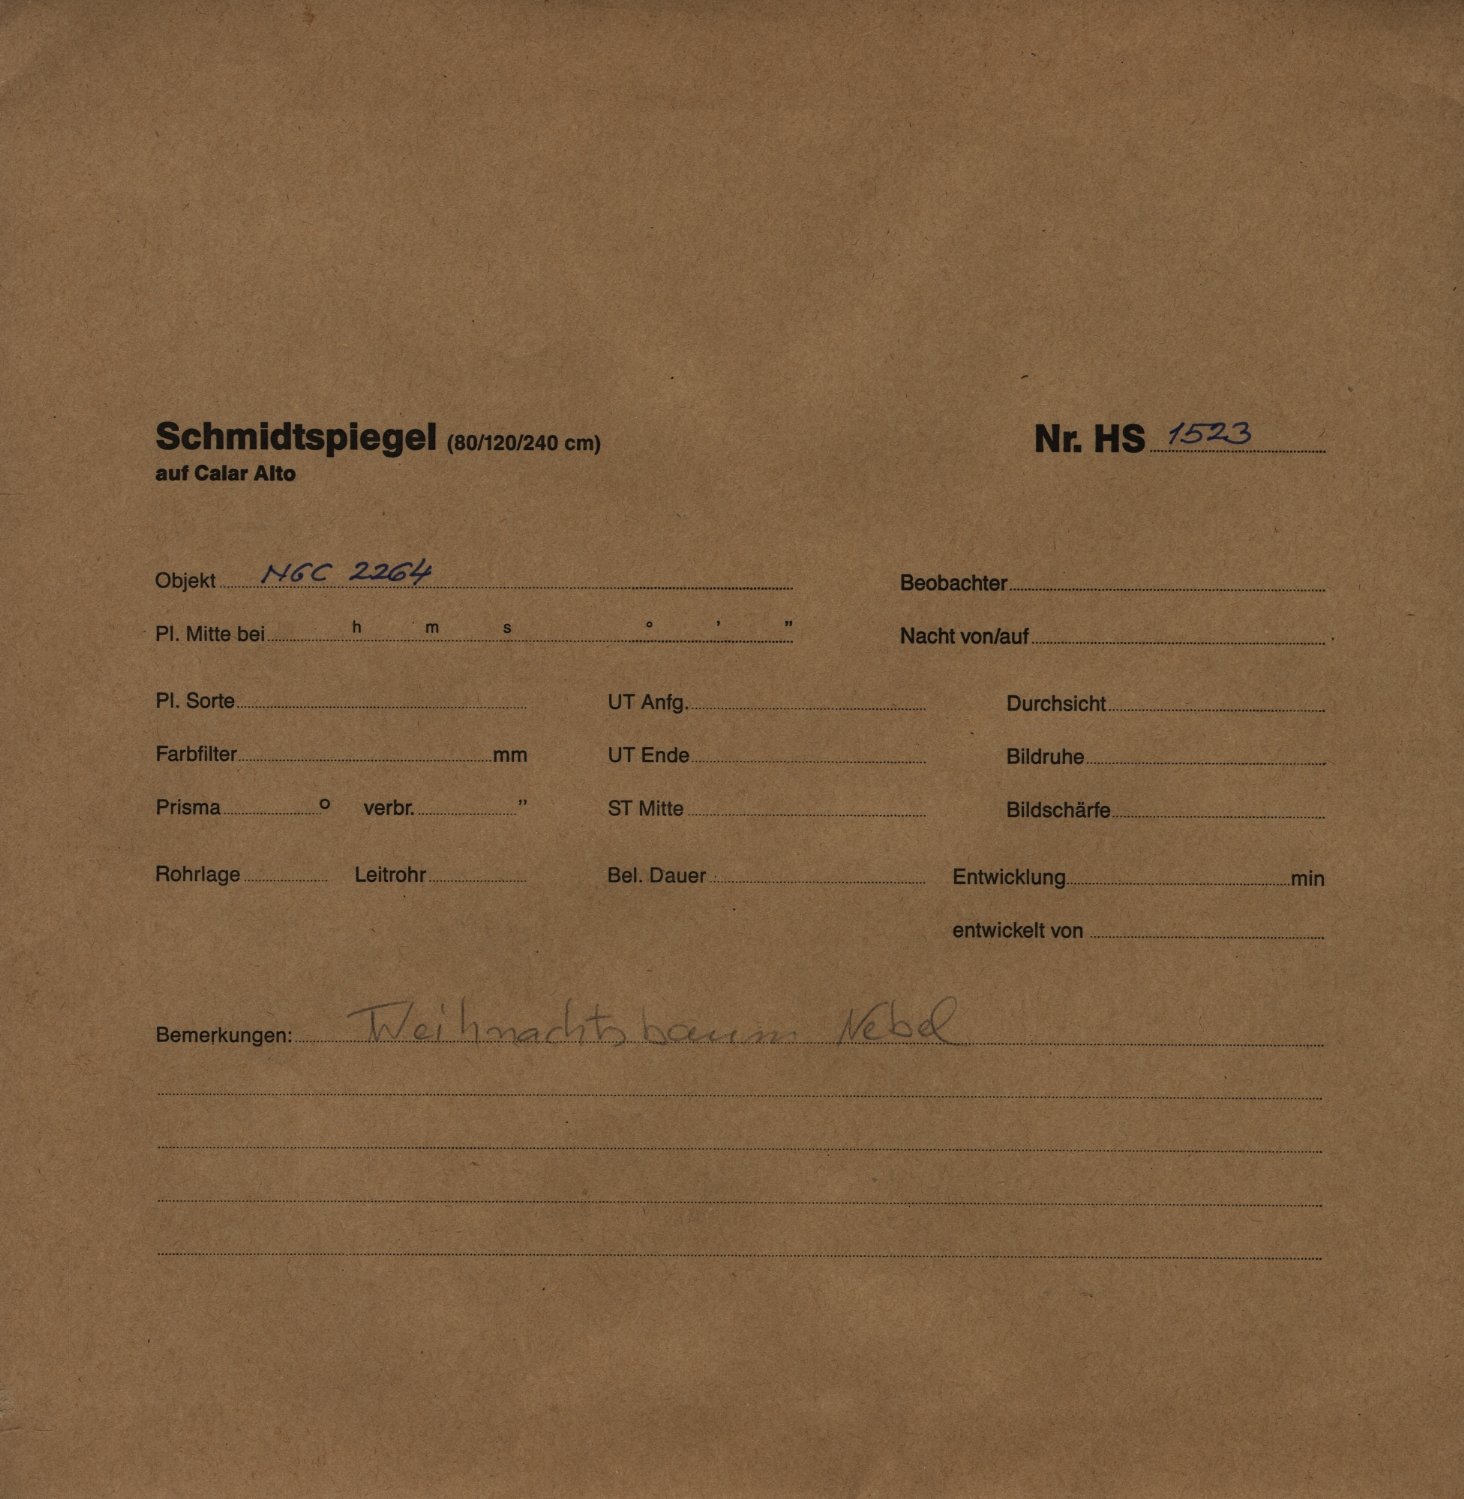 Schmidtspiegel (80/120/240 cm) Nr. HS 1523
auf Calar Alto
Objekt NGC 2264 Beobachter
Pl. Mitte bei h m s ° ’ ” Nacht von/auf
Pl. Sorte UT Anfg. Durchsicht
Farbfilter mm UT Ende Bildruhe
Prisma ° verbr. ” ST Mitte Bildschärfe
Rohrlage Leitrohr Bel. Dauer Entwicklung min
entwickelt von
Bemerkungen: Weihnachtsbaum Nebel